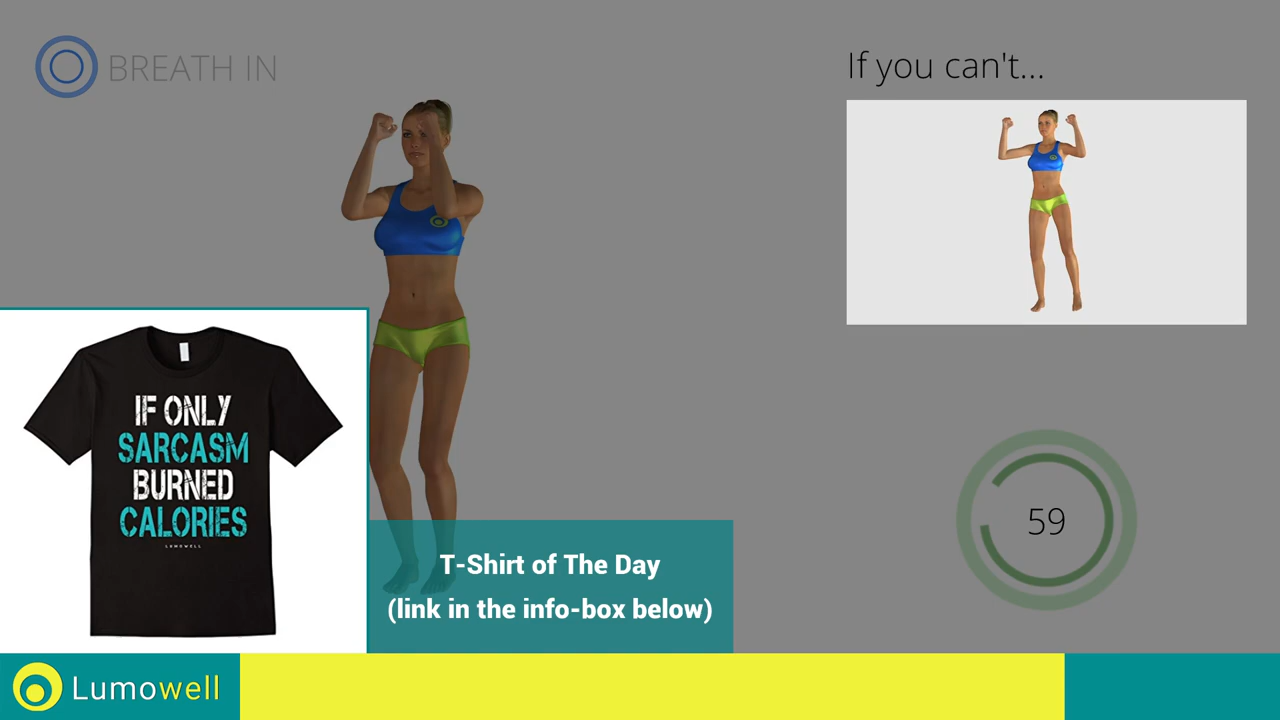 BREATH IN
If you can't...
IF ONLY
SARCASM
BURNED
CALORIES
LUMOWELL
59
T-Shirt of The Day
(link in the info-box below)
Lumowell